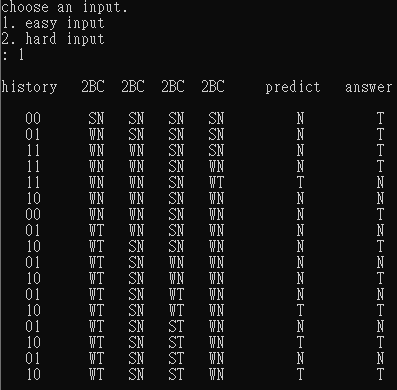 choose an input.
1. easy input
2. hard input
: 1
history 2BC 2BC 2BC 2BC predict answer
00 SN SN SN SN N T
01 WN SN SN SN N T
11 WN WN SN SN N T
11 WN WN SN WN N T
11 WN WN SN WT T N
10 WN WN SN WN N N
00 WN WN SN WN N T
01 WT WN SN WN N N
10 WT SN SN WN N T
01 WT SN WN WN N N
10 WT SN WN WN N T
01 WT SN WT WN N N
10 WT SN WT WN T T
01 WT SN ST WN N N
10 WT SN ST WN T T
01 WT SN ST WN N N
10 WT SN ST WN T T